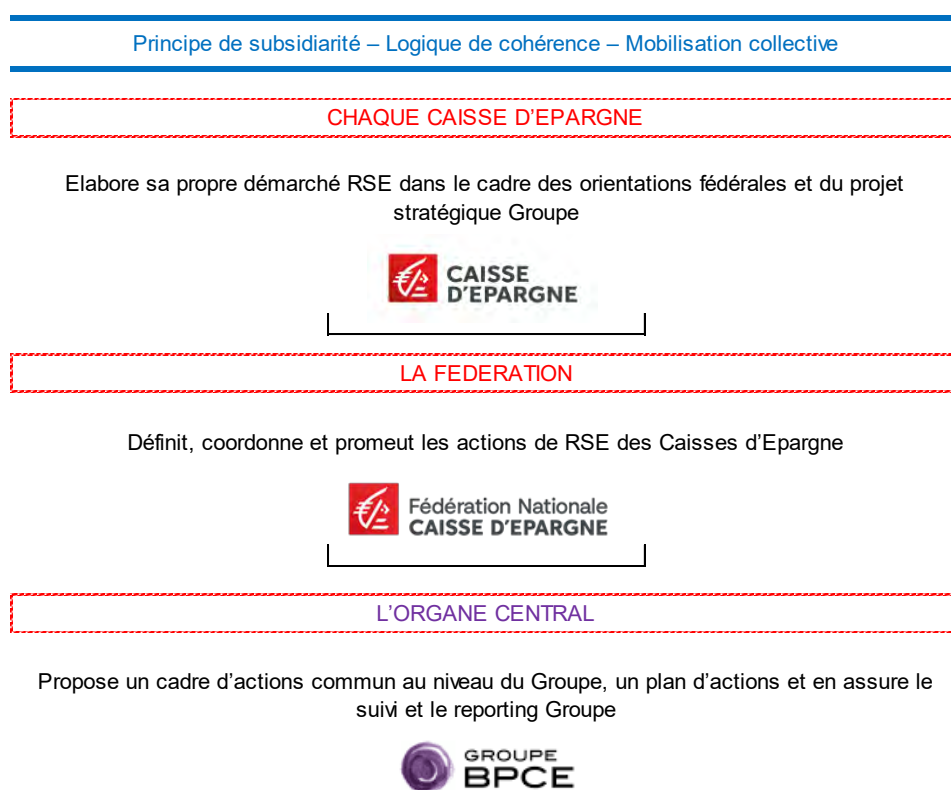 Principe de subsidiarité – Logique de cohérence – Mobilisation collective
CHAQUE CAISSE D'EPARGNE
Elabore sa propre démarché RSE dans le cadre des orientations fédérales et du projet
stratégique Groupe
CAISSE
D'EPARGNE
LA FEDERATION
Définit, coordonne et promeut les actions de RSE des Caisses d'Epargne
Fédération Nationale
CAISSE D'EPARGNE
L'ORGANE CENTRAL
Propose un cadre d'actions commun au niveau du Groupe, un plan d'actions et en assure le
suivi et le reporting Groupe
GROUPE
BPCE